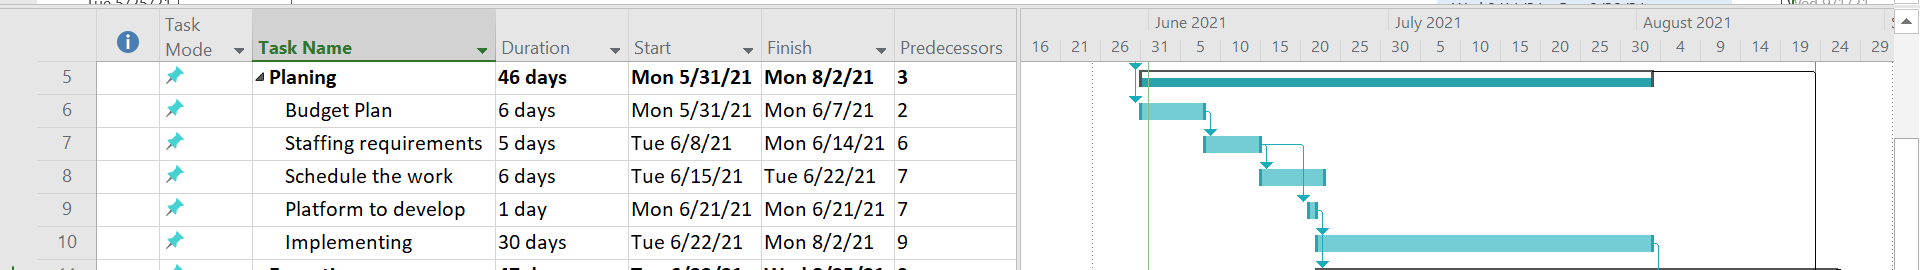 Task Mode Task Name Duration Start Finish Predecessors
June 2021 July 2021 August 2021
16 21 26 31 5 10 15 20 25 30 5 10 15 20 25 30 4 9 14 19 24 29
5 Planing 46 days Mon 5/31/21 Mon 8/2/21 3
6 Budget Plan 6 days Mon 5/31/21 Mon 6/7/21 2
7 Staffing requirements 5 days Tue 6/8/21 Mon 6/14/21 6
8 Schedule the work 6 days Tue 6/15/21 Tue 6/22/21 7
9 Platform to develop 1 day Mon 6/21/21 Mon 6/21/21 7
10 Implementing 30 days Tue 6/22/21 Mon 8/2/21 9